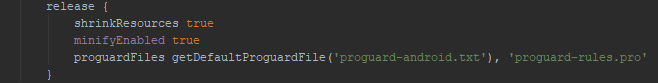 release {
shrinkResources true
minifyEnabled true
proguardFiles getDefaultProguardFile('proguard-android.txt'), 'proguard-rules.pro'
}